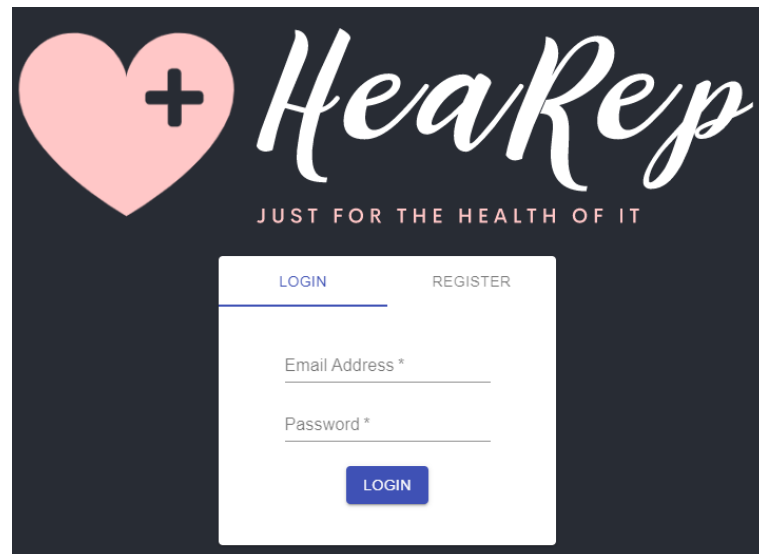 HeaRep
JUST FOR THE HEALTH OF IT
LOGIN REGISTER
Email Address *
Password *
LOGIN